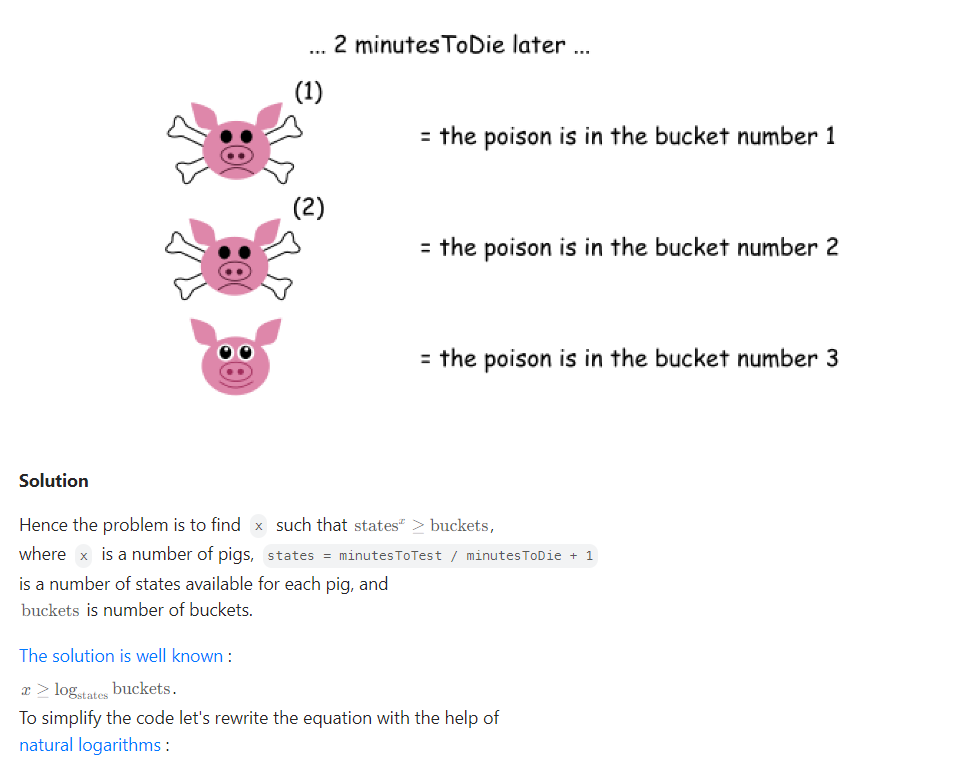 ... 2 minutesToDie later ...
(1)
= the poison is in the bucket number 1
(2)
= the poison is in the bucket number 2
= the poison is in the bucket number 3
Solution
Hence the problem is to find x such that statesˣ ≥ buckets,
where x is a number of pigs, states = minutesToTest / minutesToDie + 1
is a number of states available for each pig, and
buckets is number of buckets.
The solution is well known :
x ≥ log_states buckets.
To simplify the code let's rewrite the equation with the help of
natural logarithms :